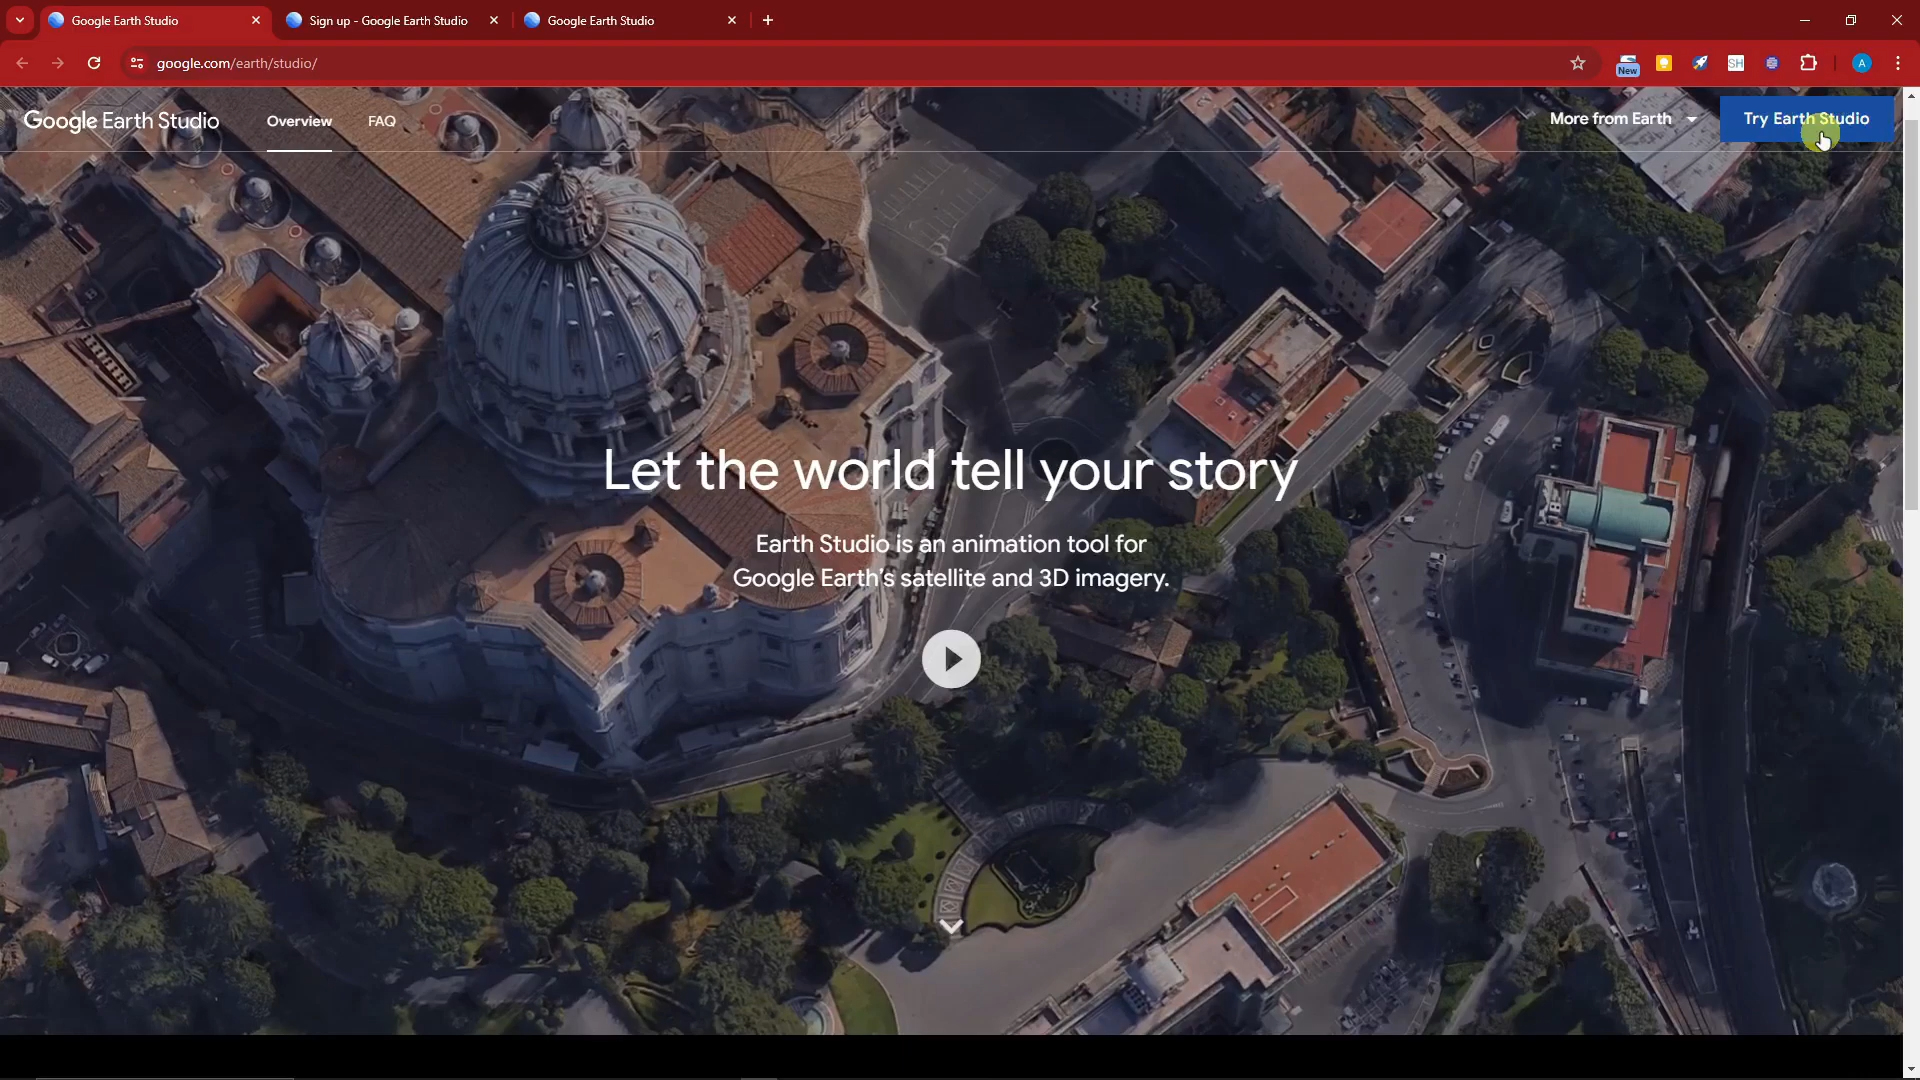 Google Earth Studio
Sign up - Google Earth Studio
Google Earth Studio
google.com/earth/studio/
New
SH
A
Google Earth Studio
Overview
FAQ
More from Earth
Try Earth Studio
Let the world tell your story
Earth Studio is an animation tool for
Google Earth's satellite and 3D imagery.